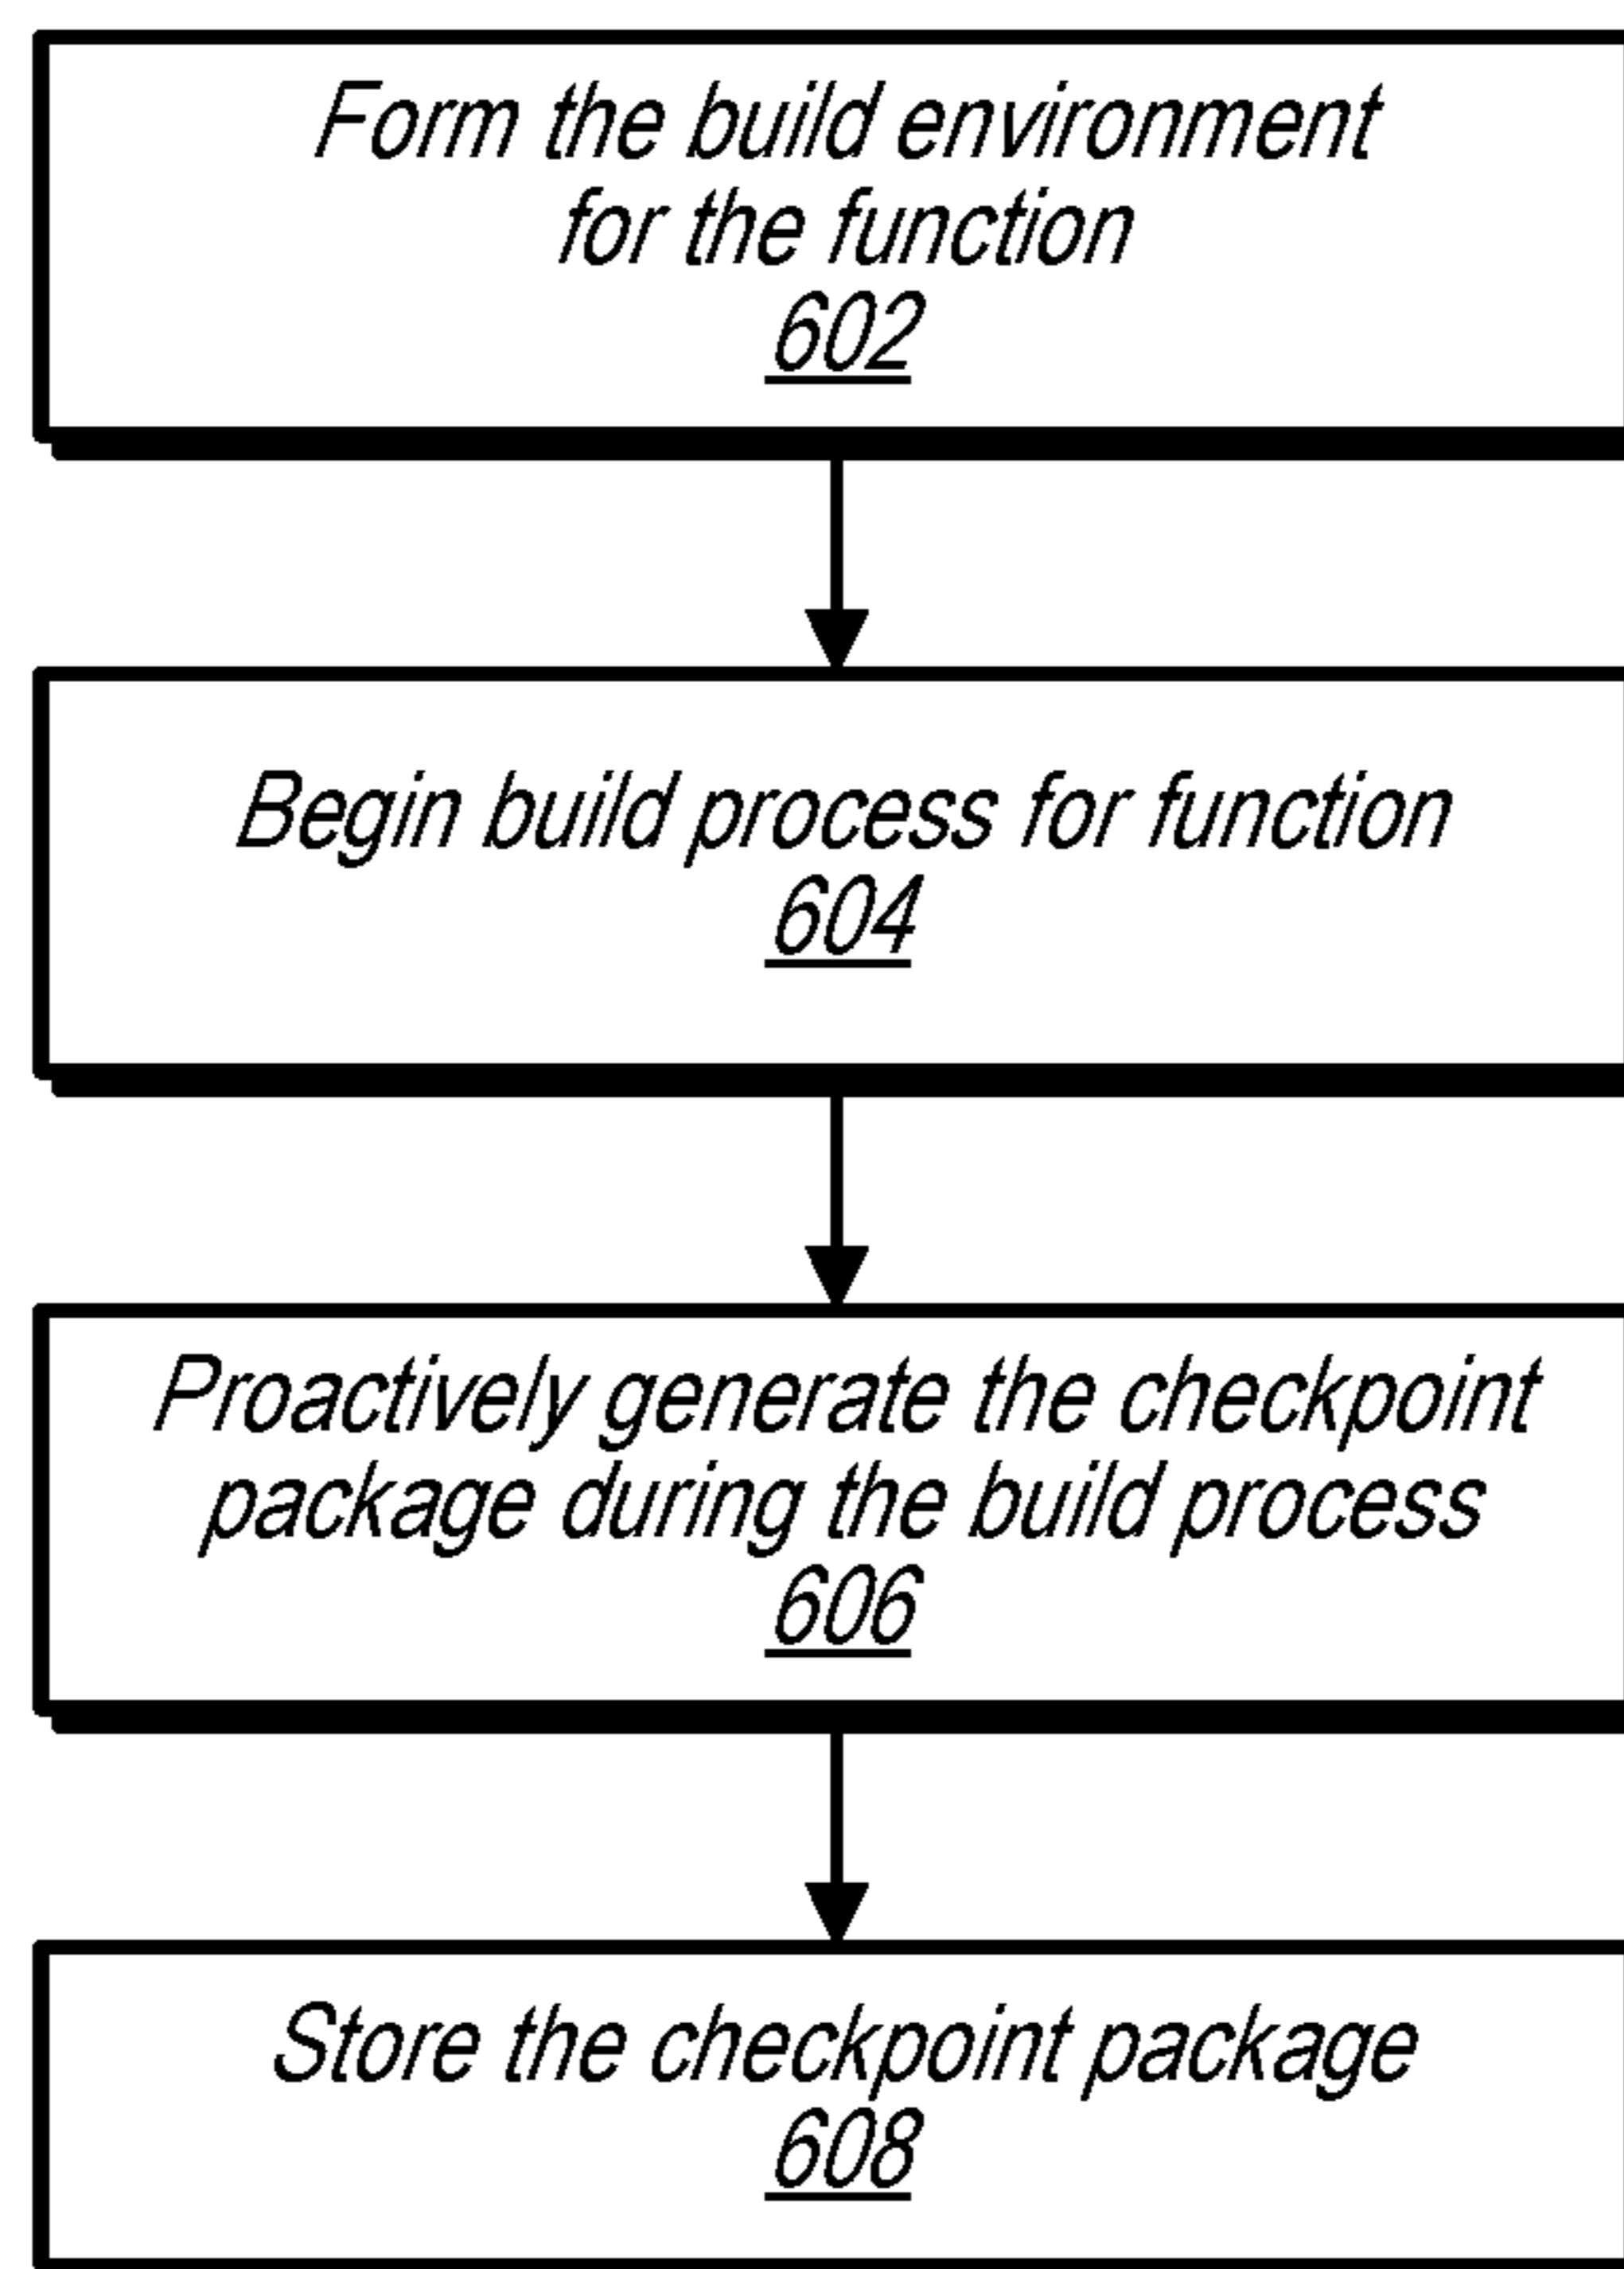 Form the build environment
for the function
602
Begin build process for function
604
Proactively generate the checkpoint
package during the build process
606
Store the checkpoint package
608